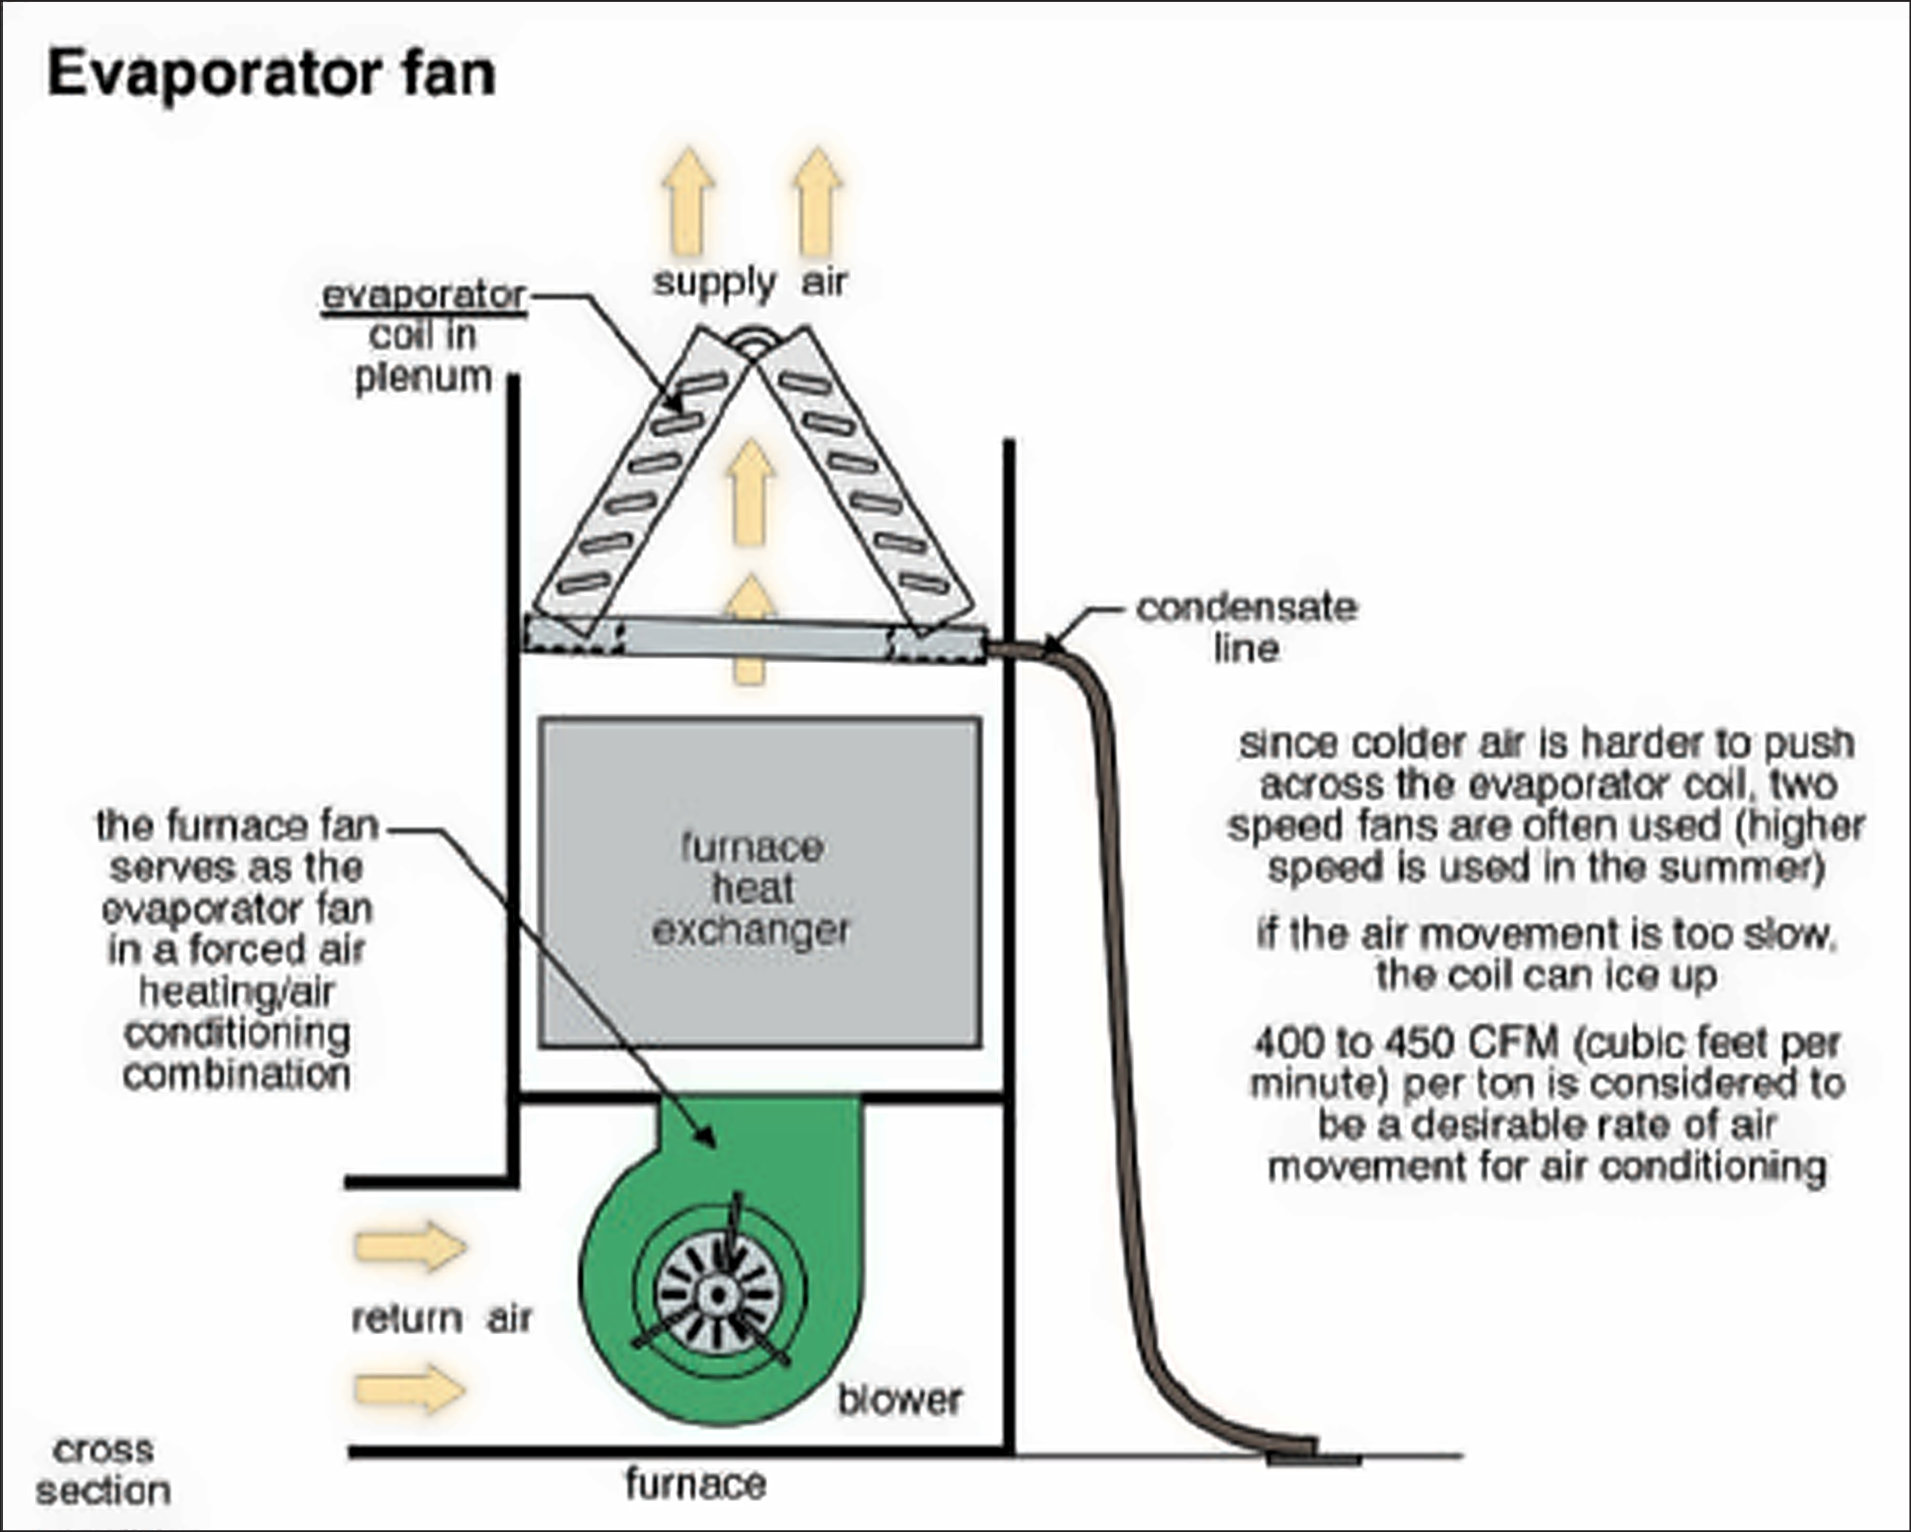 Evaporator fan
supply air
evaporator
coil in
plenum
condensate
line
since colder air is harder to push
across the evaporator coil, two
speed fans are often used (higher
speed is used in the summer)
if the air movement is too slow,
the coil can ice up
400 to 450 CFM (cubic feet per
minute) per ton is considered to
be a desirable rate of air
movement for air conditioning
the furnace fan
serves as the
evaporator fan
in a forced air
heating/air
conditioning
combination
furnace
heat
exchanger
return air
blower
cross
section
furnace